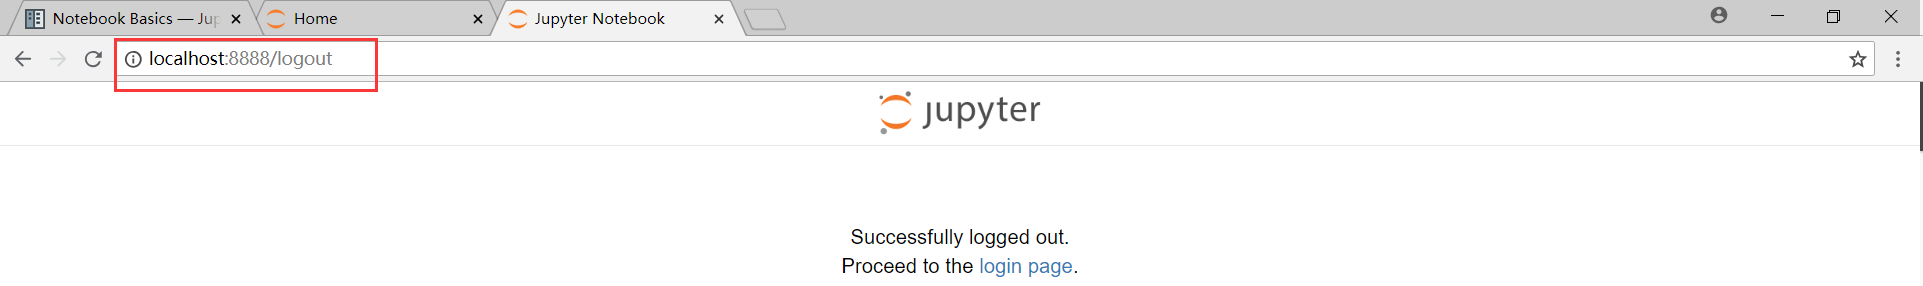 Notebook Basics — Jup
Home
Jupyter Notebook
localhost:8888/logout
jupyter
Successfully logged out.
Proceed to the login page.